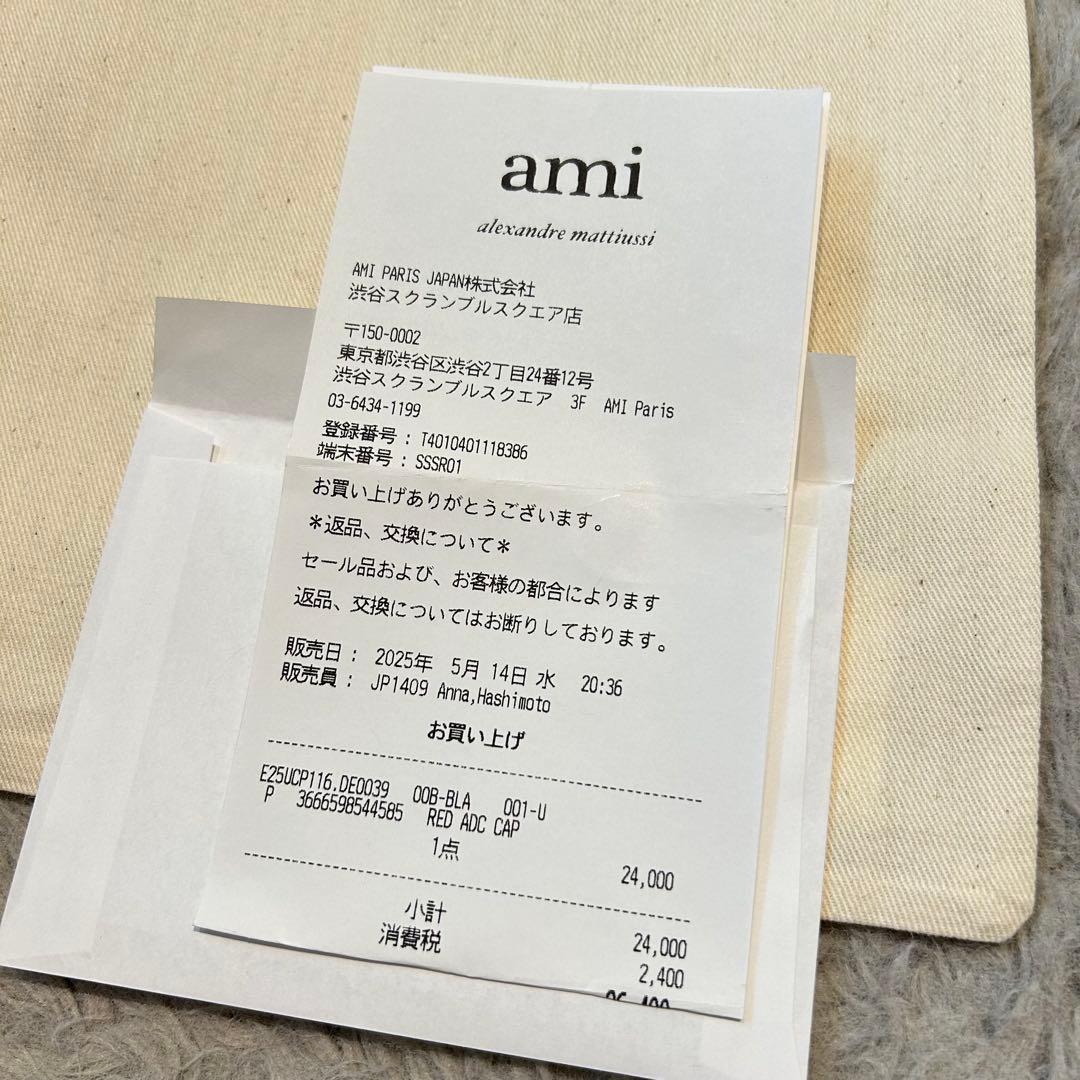 ami
alexandre mattiussi
AMI PARIS JAPAN株式会社
渋谷スクランブルスクエア店
〒150-0002
東京都渋谷区渋谷2丁目24番12号
渋谷スクランブルスクエア 3F AMI Paris
03-6434-1199
登録番号 : T4010401118386
端末番号 : SSSR01
お買い上げありがとうございます。
*返品、交換について*
セール品および、お客様の都合によります
返品、交換についてはお断りしております。
販売日 : 2025年 5月 14日 水 20:36
販売員 : JP1409 Anna,Hashimoto
お買い上げ
E25UCP116.DE0039 00B-BLA 001-U
P 3666598544585 RED ADC CAP
1点
24,000
小計 24,000
消費税 2,400